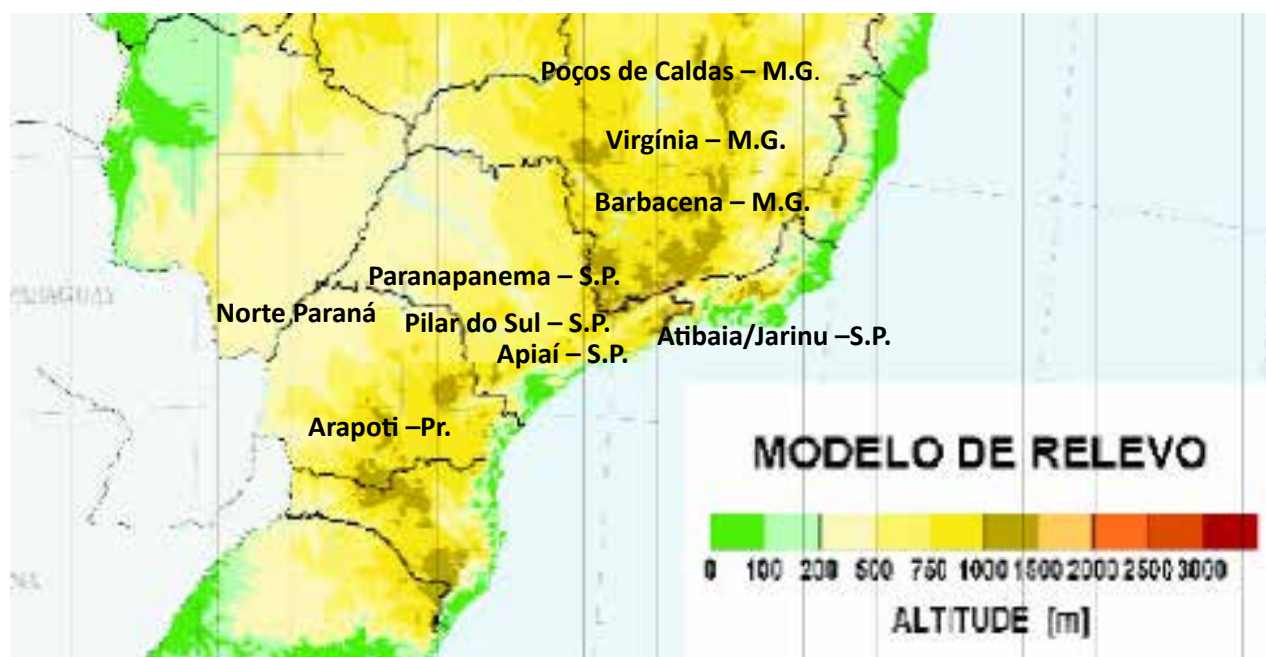 Poços de Caldas – M.G.
Virgínia – M.G.
Barbacena – M.G.
Paranapanema – S.P.
Norte Paraná
Pilar do Sul – S.P.
Atibaia/Jarinu –S.P.
Apiaí – S.P.
Arapoti –Pr.
MODELO DE RELEVO
0 100 200 500 750 1000 1500 2000 2500 3000
ALTITUDE [m]